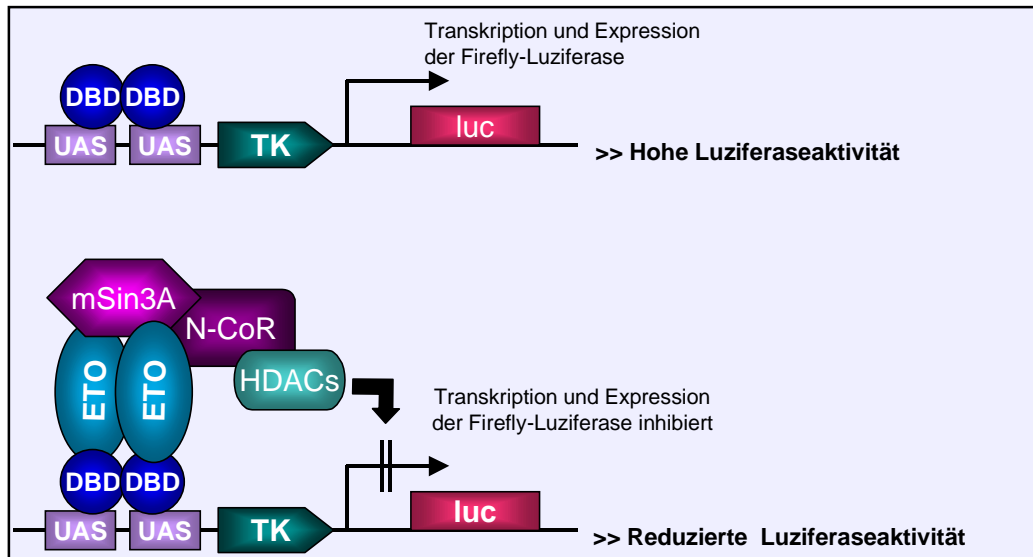 Transkription und Expression
der Firefly-Luziferase
DBD DBD
UAS UAS TK luc
>> Hohe Luziferaseaktivität
mSin3A
N-CoR
HDACs
ETO ETO
Transkription und Expression
der Firefly-Luziferase inhibiert
DBD DBD
UAS UAS TK luc
>> Reduzierte Luziferaseaktivität